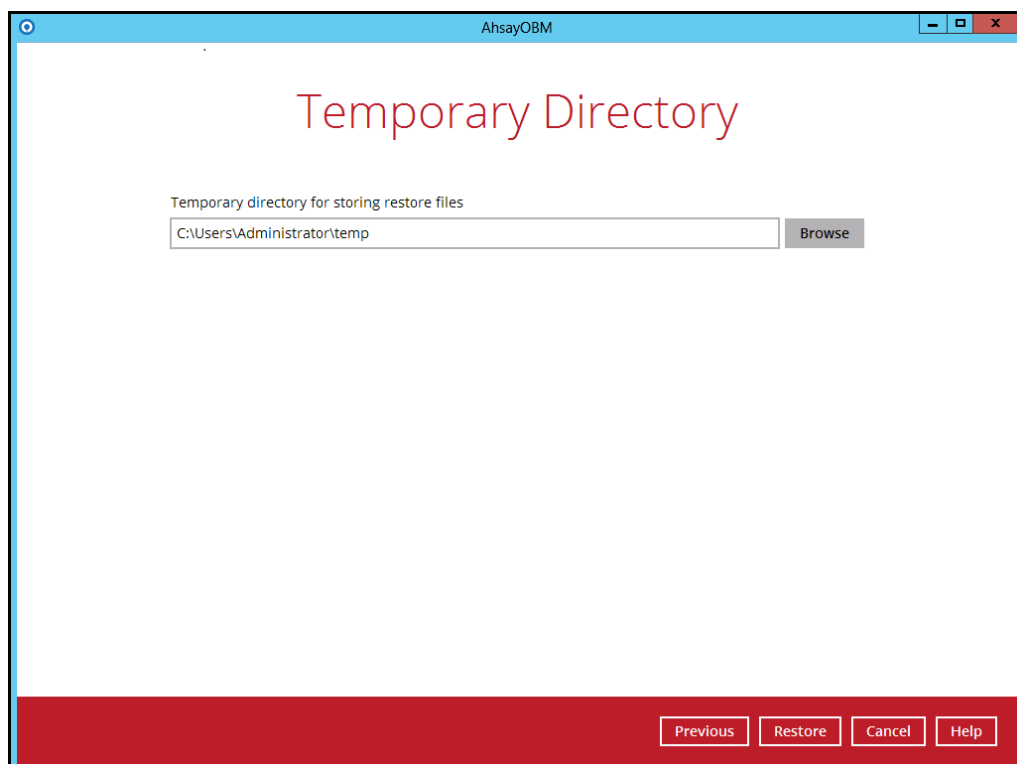 AhsayOBM
Temporary Directory
Temporary directory for storing restore files
C:\Users\Administrator\temp
Browse
Previous
Restore
Cancel
Help